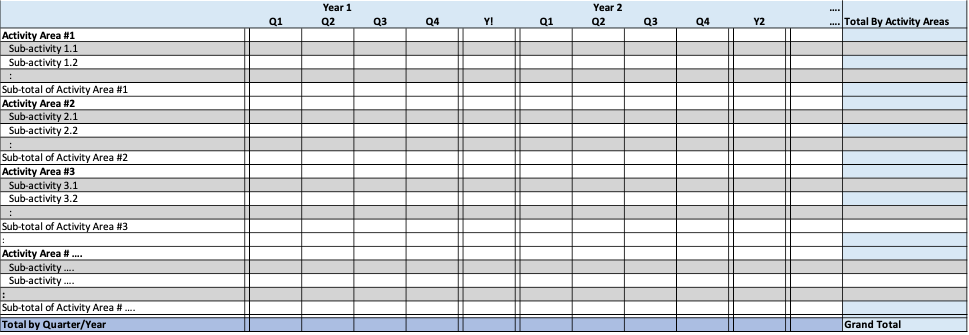 Year 1 Year 2 ....
Q1 Q2 Q3 Q4 Y! Q1 Q2 Q3 Q4 Y2 .... Total By Activity Areas
Activity Area #1
Sub-activity 1.1
Sub-activity 1.2
:
Sub-total of Activity Area #1
Activity Area #2
Sub-activity 2.1
Sub-activity 2.2
:
Sub-total of Activity Area #2
Activity Area #3
Sub-activity 3.1
Sub-activity 3.2
:
Sub-total of Activity Area #3
:
Activity Area # ....
Sub-activity ....
Sub-activity ....
:
Sub-total of Activity Area # ....
Total by Quarter/Year Grand Total